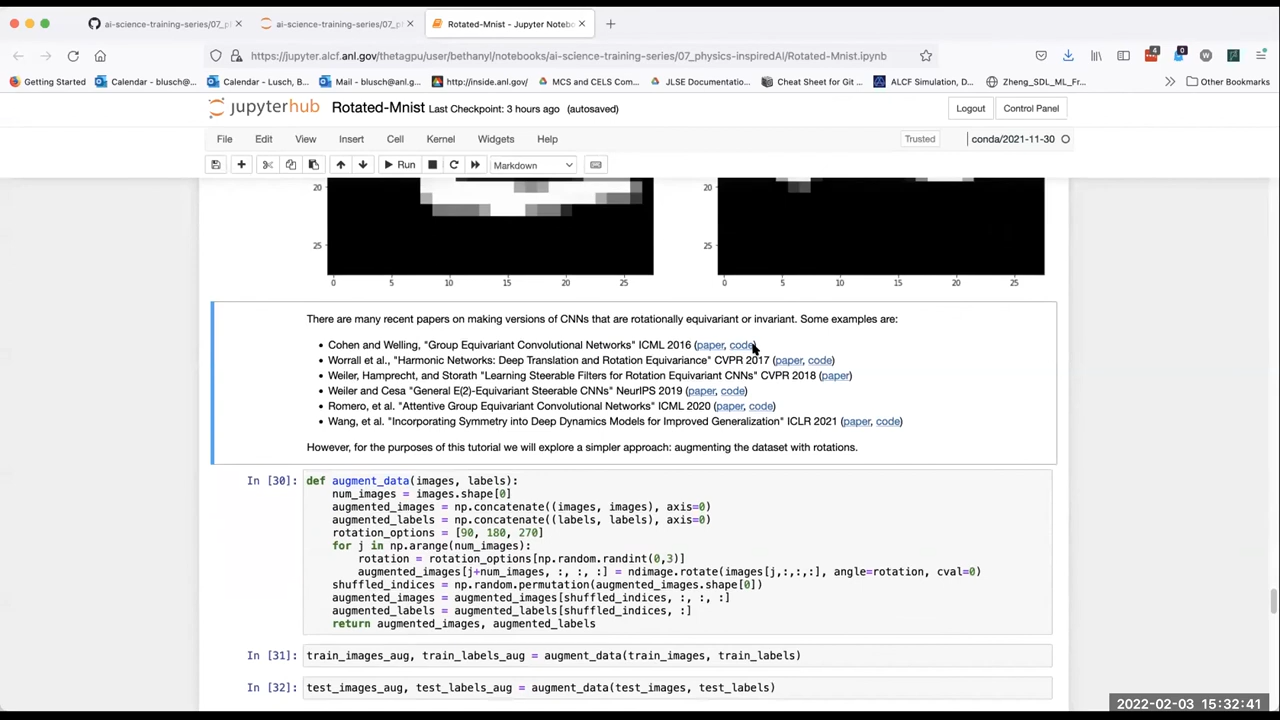 ai-science-training-series/07_pl
ai-science-training-series/07_pl
Rotated-Mnist - Jupyter Notebo
https://jupyter.alcf.anl.gov/thetagpu/user/bethanyl/notebooks/ai-science-training-series/07_physics-inspiredAI/Rotated-Mnist.ipynb
4
0
Getting Started
Calendar - blusch@...
Calendar - Lusch, B...
Mail - blusch@anl.g...
http://inside.anl.gov/
MCS and CELS Com...
JLSE Documentatio...
Cheat Sheet for Git ...
ALCF Simulation, D...
Zheng_SDL_ML_Fr...
Other Bookmarks
jupyterhub
Rotated-Mnist Last Checkpoint: 3 hours ago (autosaved)
Logout
Control Panel
File
Edit
View
Insert
Cell
Kernel
Widgets
Help
Trusted
conda/2021-11-30
Run
Markdown
20
25
0 5 10 15 20 25
20
25
0 5 10 15 20 25
There are many recent papers on making versions of CNNs that are rotationally equivariant or invariant. Some examples are:
• Cohen and Welling, "Group Equivariant Convolutional Networks" ICML 2016 (paper, code)
• Worrall et al., "Harmonic Networks: Deep Translation and Rotation Equivariance" CVPR 2017 (paper, code)
• Weiler, Hamprecht, and Storath "Learning Steerable Filters for Rotation Equivariant CNNs" CVPR 2018 (paper)
• Weiler and Cesa "General E(2)-Equivariant Steerable CNNs" NeurIPS 2019 (paper, code)
• Romero, et al. "Attentive Group Equivariant Convolutional Networks" ICML 2020 (paper, code)
• Wang, et al. "Incorporating Symmetry into Deep Dynamics Models for Improved Generalization" ICLR 2021 (paper, code)
However, for the purposes of this tutorial we will explore a simpler approach: augmenting the dataset with rotations.
In [30]: def augment_data(images, labels):
num_images = images.shape[0]
augmented_images = np.concatenate((images, images), axis=0)
augmented_labels = np.concatenate((labels, labels), axis=0)
rotation_options = [90, 180, 270]
for j in np.arange(num_images):
rotation = rotation_options[np.random.randint(0,3)]
augmented_images[j+num_images, :, :, :] = ndimage.rotate(images[j,:,:,:], angle=rotation, cval=0)
shuffled_indices = np.random.permutation(augmented_images.shape[0])
augmented_images = augmented_images[shuffled_indices, :, :, :]
augmented_labels = augmented_labels[shuffled_indices, :]
return augmented_images, augmented_labels
In [31]: train_images_aug, train_labels_aug = augment_data(train_images, train_labels)
In [32]: test_images_aug, test_labels_aug = augment_data(test_images, test_labels)
2022-02-03 15:32:41